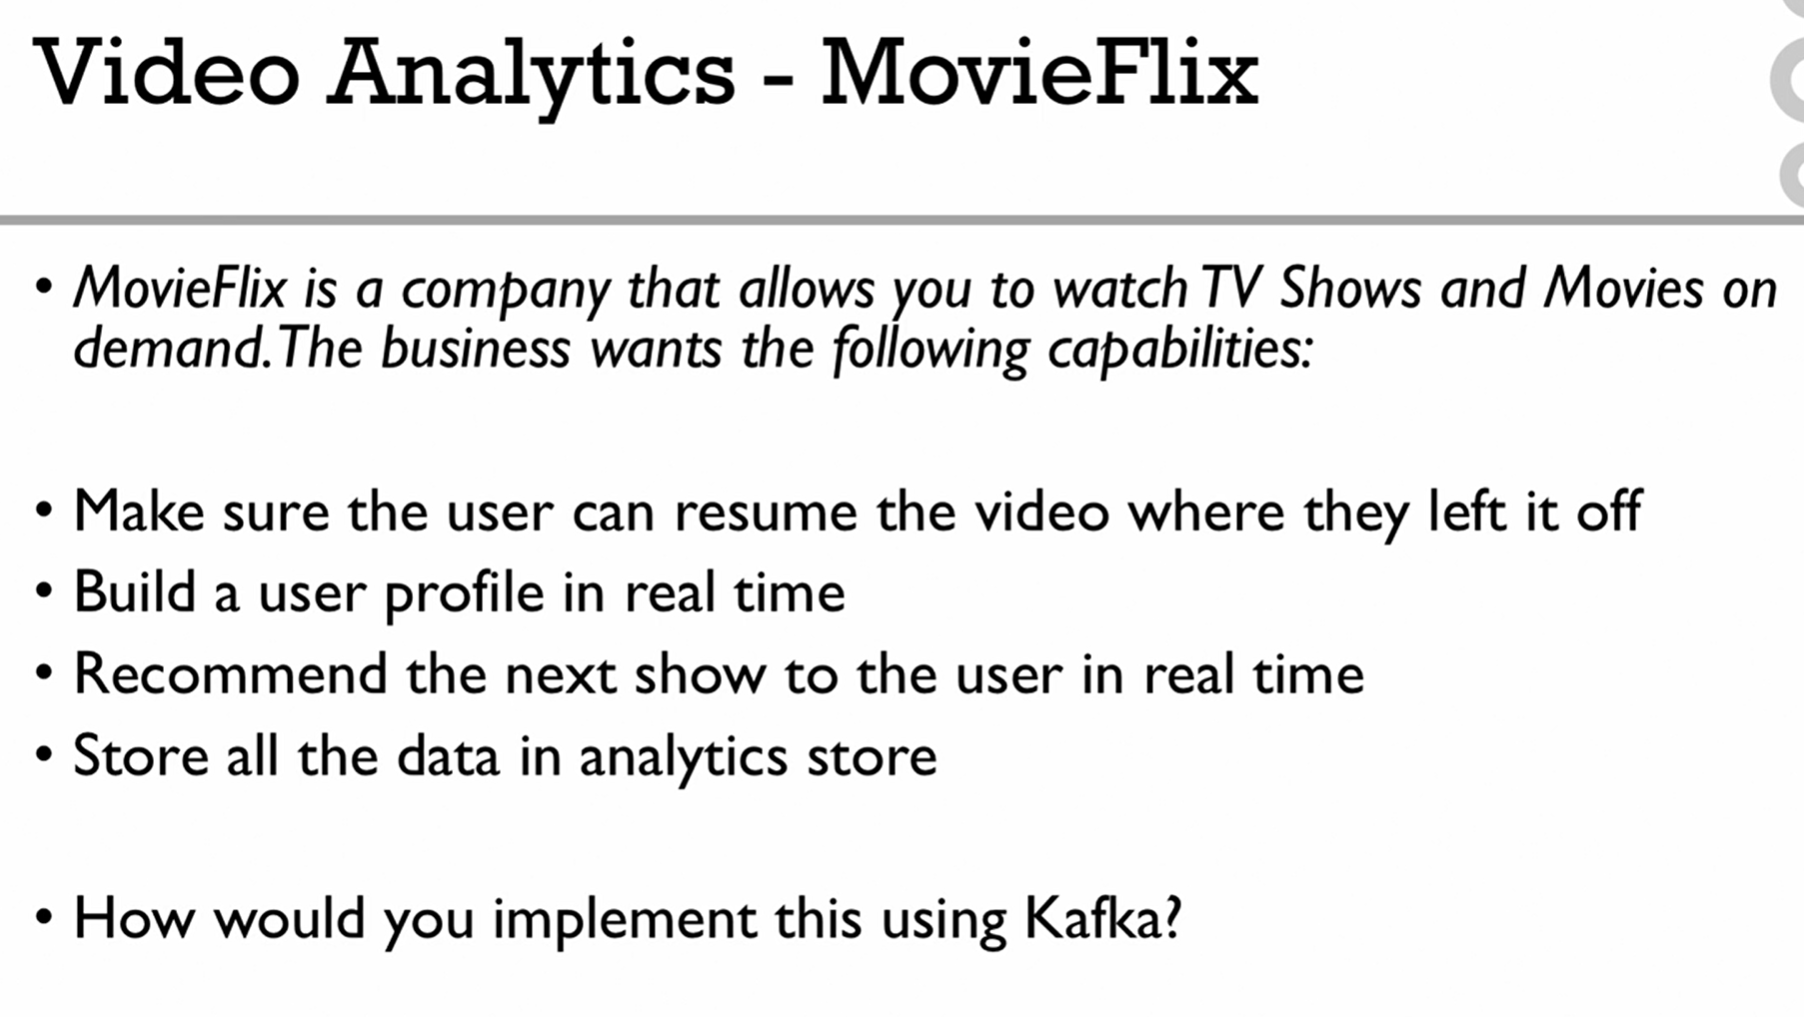 Video Analytics - MovieFlix
• MovieFlix is a company that allows you to watch TV Shows and Movies on
demand. The business wants the following capabilities:
• Make sure the user can resume the video where they left it off
• Build a user profile in real time
• Recommend the next show to the user in real time
• Store all the data in analytics store
• How would you implement this using Kafka?